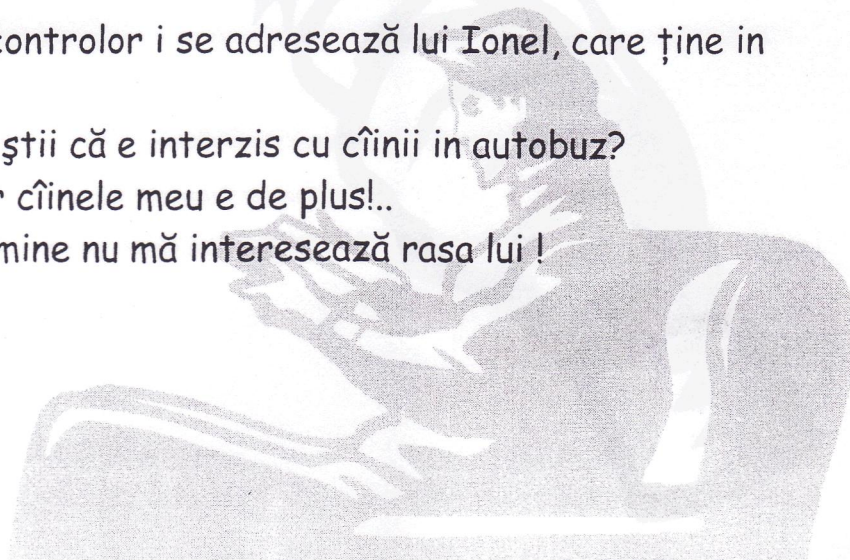 controlor i se adresează lui Ionel, care ține in
știi că e interzis cu cîinii in autobuz?
cîinele meu e de plus!..
mine nu mă interesează rasa lui !